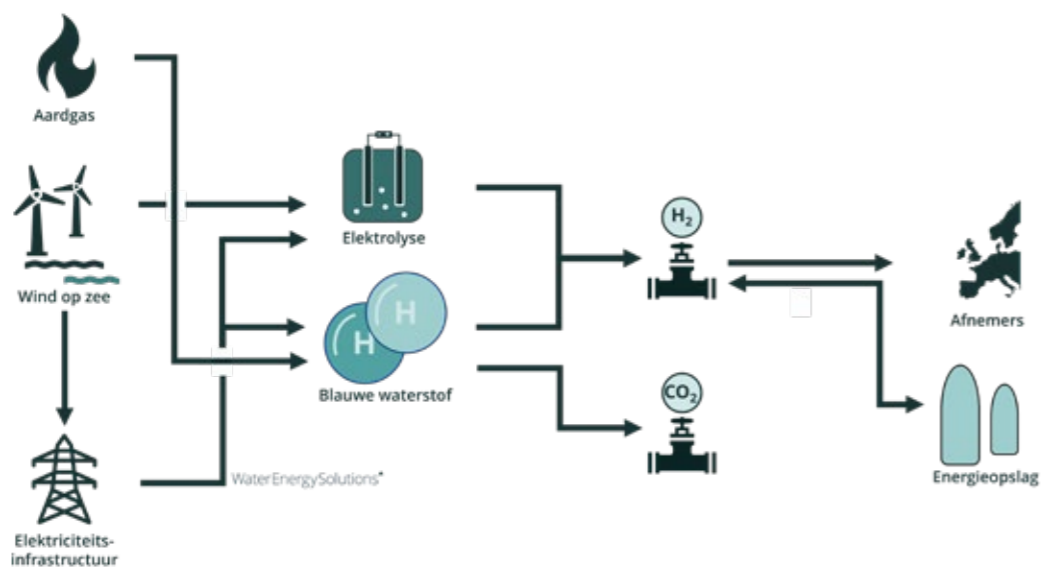 Aardgas
Wind op zee
Elektriciteits-
infrastructuur
Elektrolyse
H
H
Blauwe waterstof
WaterEnergySolutions*
H₂
CO₂
Afnemers
Energieopslag